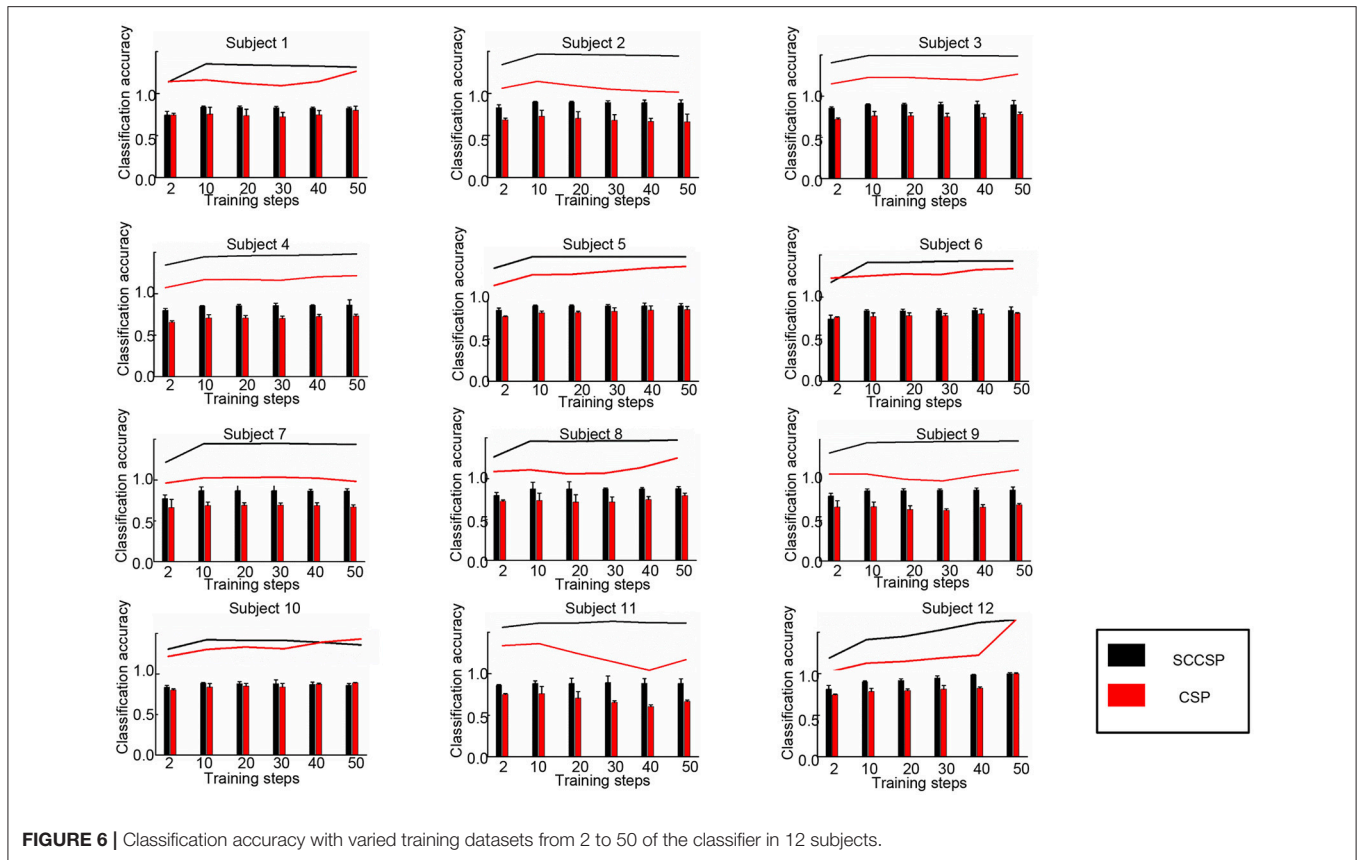 Subject 1
Classification accuracy
1.0
0.5
0.0
2 10 20 30 40 50
Training steps
Subject 2
Classification accuracy
1.0
0.5
0.0
2 10 20 30 40 50
Training steps
Subject 3
Classification accuracy
1.0
0.5
0.0
2 10 20 30 40 50
Training steps
Subject 4
Classification accuracy
1.0
0.5
0.0
2 10 20 30 40 50
Training steps
Subject 5
Classification accuracy
1.0
0.5
0.0
2 10 20 30 40 50
Training steps
Subject 6
Classification accuracy
1.0
0.5
0.0
2 10 20 30 40 50
Training steps
Subject 7
Classification accuracy
1.0
0.5
0.0
2 10 20 30 40 50
Training steps
Subject 8
Classification accuracy
1.0
0.5
0.0
2 10 20 30 40 50
Training steps
Subject 9
Classification accuracy
1.0
0.5
0.0
2 10 20 30 40 50
Training steps
Subject 10
Classification accuracy
1.0
0.5
0.0
2 10 20 30 40 50
Training steps
Subject 11
Classification accuracy
1.0
0.5
0.0
2 10 20 30 40 50
Training steps
Subject 12
Classification accuracy
1.0
0.5
0.0
2 10 20 30 40 50
Training steps
SCCSP
CSP
FIGURE 6 | Classification accuracy with varied training datasets from 2 to 50 of the classifier in 12 subjects.